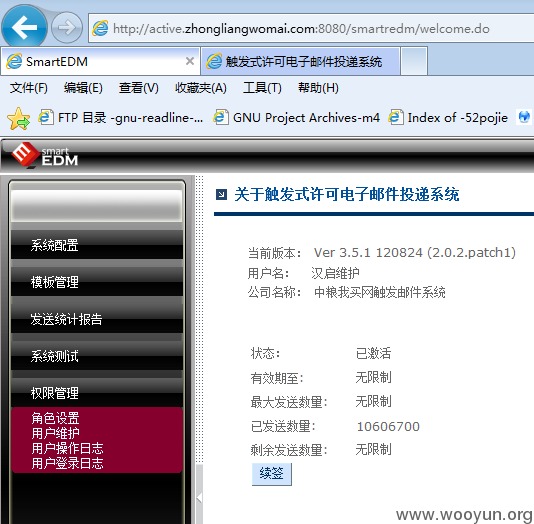 http://active.zhongliangwomai.com:8080/smartredm/welcome.do
SmartEDM × 触发式许可电子邮件投递系统
文件(F) 编辑(E) 查看(V) 收藏夹(A) 工具(T) 帮助(H)
FTP 目录 -gnu-readline-... GNU Project Archives-m4 Index of -52pojie
smart
EDM
关于触发式许可电子邮件投递系统
系统配置
模板管理
发送统计报告
系统测试
权限管理
角色设置
用户维护
用户操作日志
用户登录日志
当前版本: Ver 3.5.1 120824 (2.0.2.patch1)
用户名: 汉启维护
公司名称: 中粮我买网触发邮件系统
状态: 已激活
有效期至: 无限制
最大发送数量: 无限制
已发送数量: 10606700
剩余发送数量: 无限制
续签
www.wooyun.org